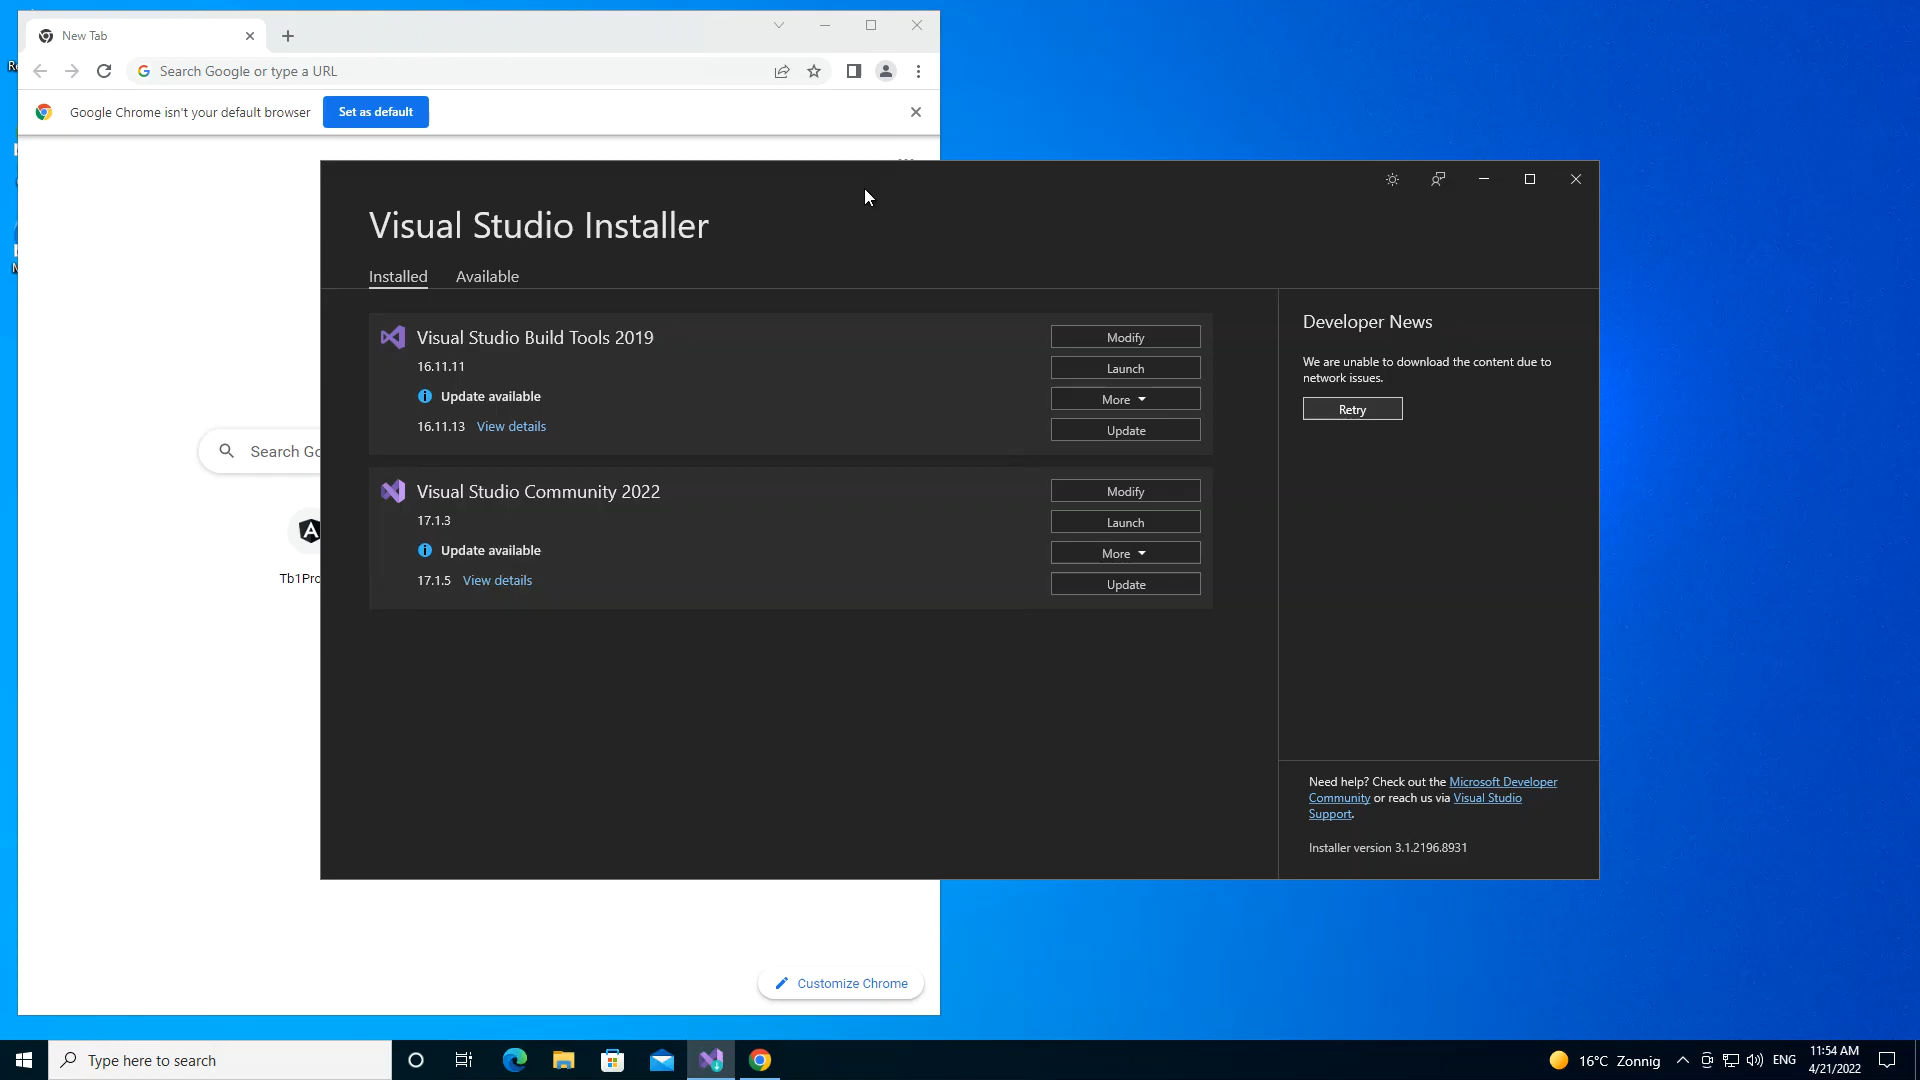 New Tab
Search Google or type a URL
Google Chrome isn't your default browser
Set as default
Visual Studio Installer
Installed
Available
Visual Studio Build Tools 2019
16.11.11
Update available
16.11.13 View details
Modify
Launch
More
Update
Visual Studio Community 2022
17.1.3
Update available
17.1.5 View details
Modify
Launch
More
Update
Developer News
We are unable to download the content due to
network issues.
Retry
Need help? Check out the Microsoft Developer
Community or reach us via Visual Studio
Support.
Installer version 3.1.2196.8931
Search Go
Tb1Pro
Customize Chrome
Type here to search
16°C Zonnig
ENG
11:54 AM
4/21/2022